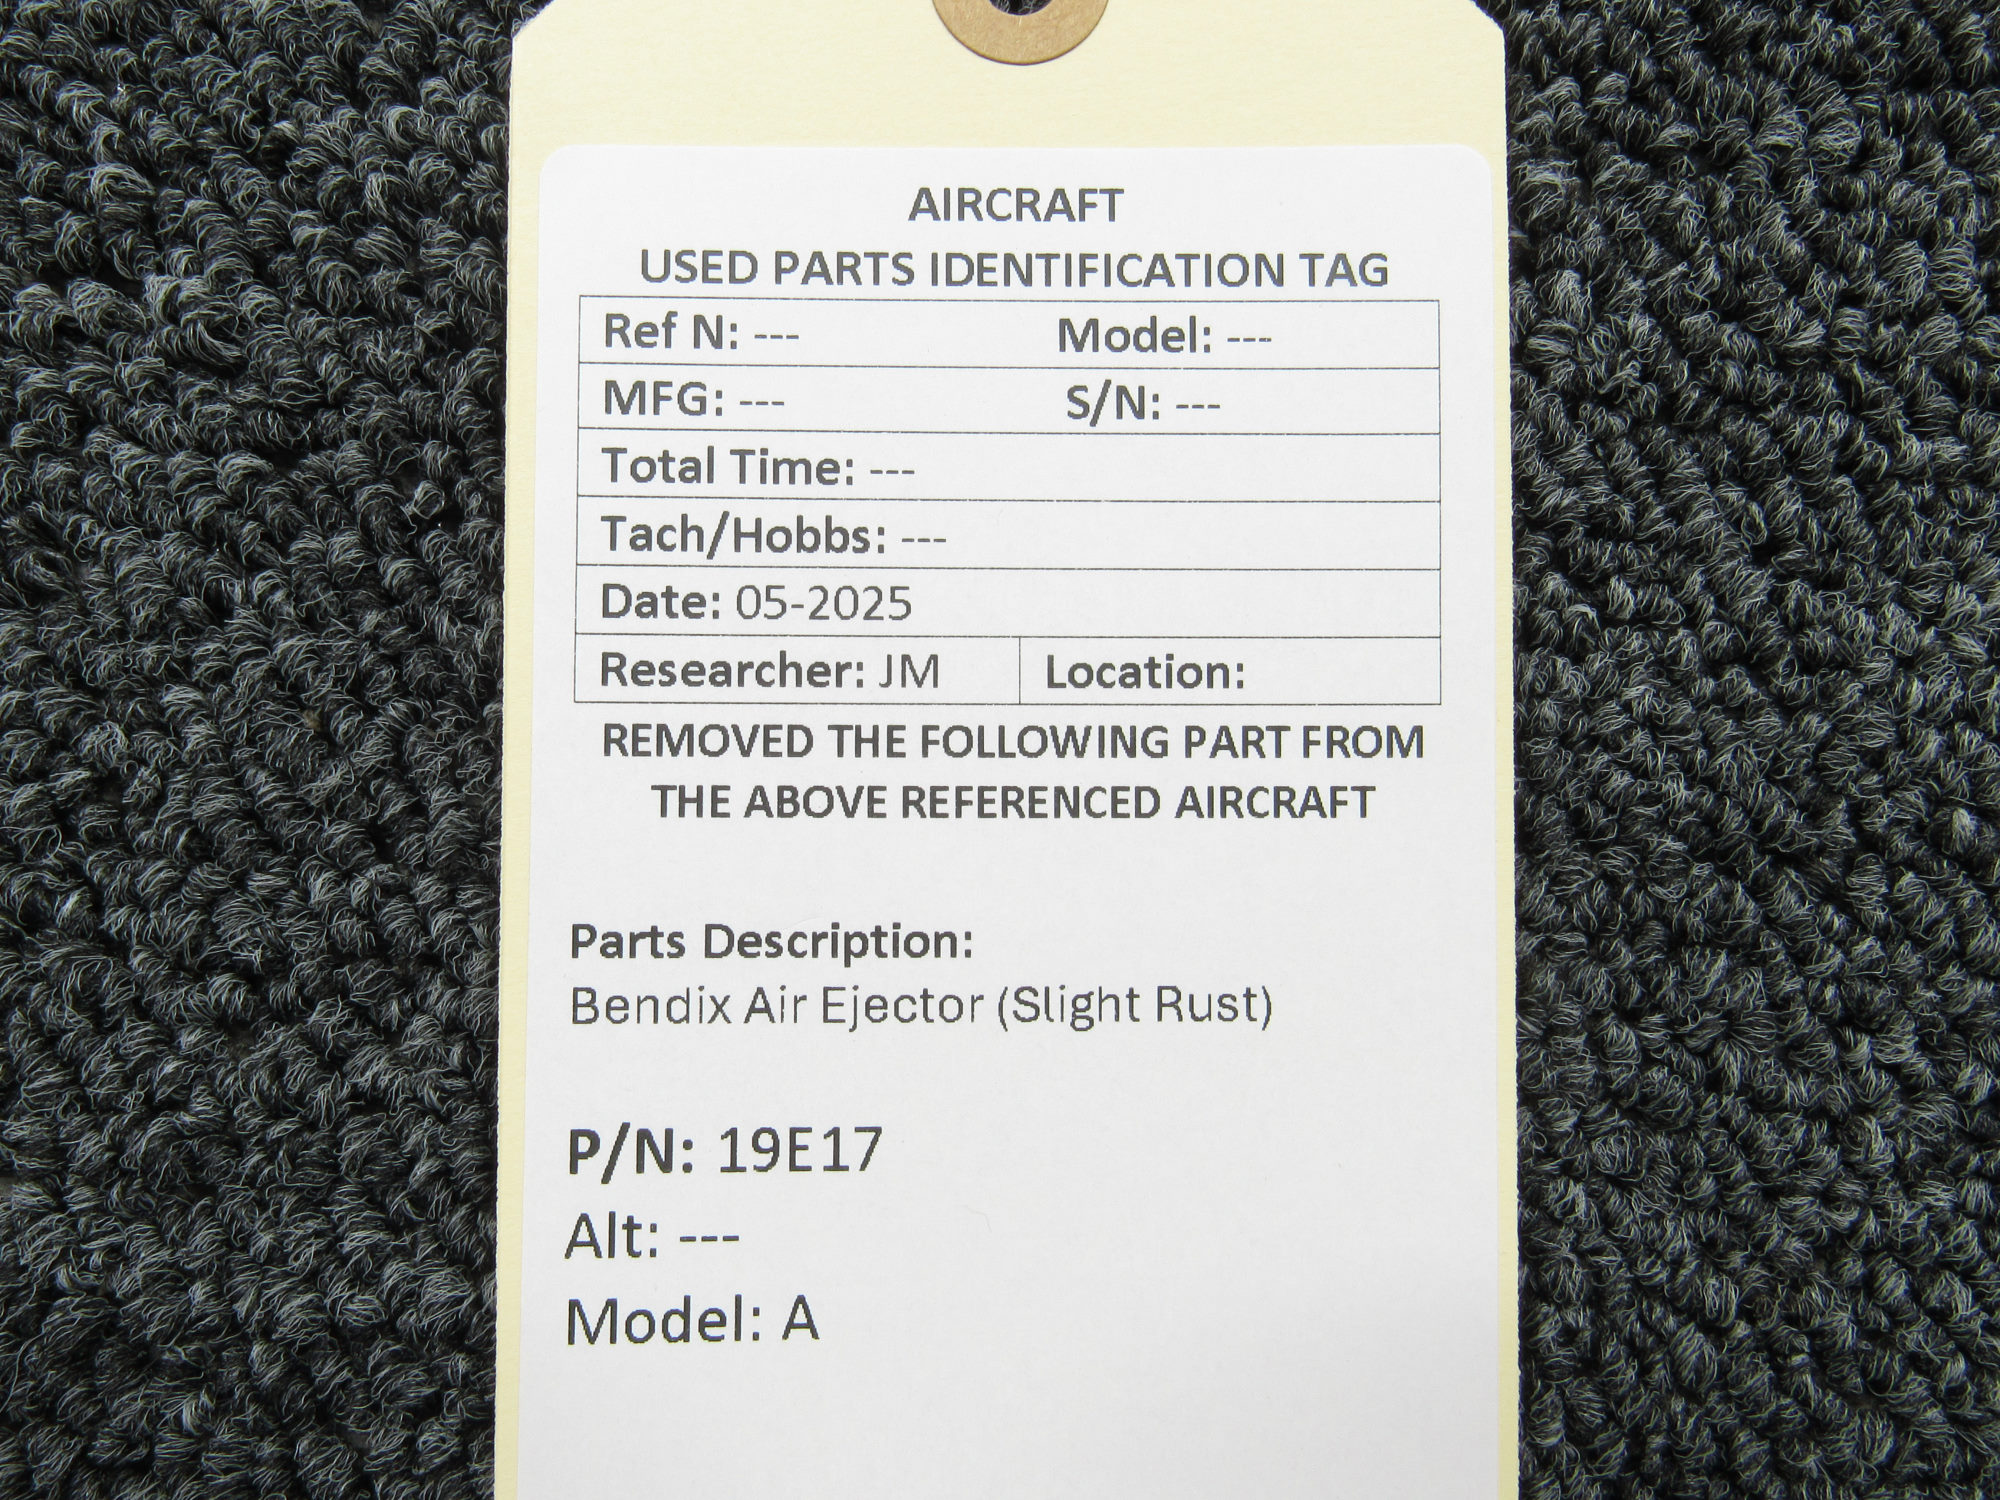 AIRCRAFT
USED PARTS IDENTIFICATION TAG
Ref N: --- Model: ---
MFG: --- S/N: ---
Total Time: ---
Tach/Hobbs: ---
Date: 05-2025
Researcher: JM Location:
REMOVED THE FOLLOWING PART FROM
THE ABOVE REFERENCED AIRCRAFT
Parts Description:
Bendix Air Ejector (Slight Rust)
P/N: 19E17
Alt: ---
Model: A